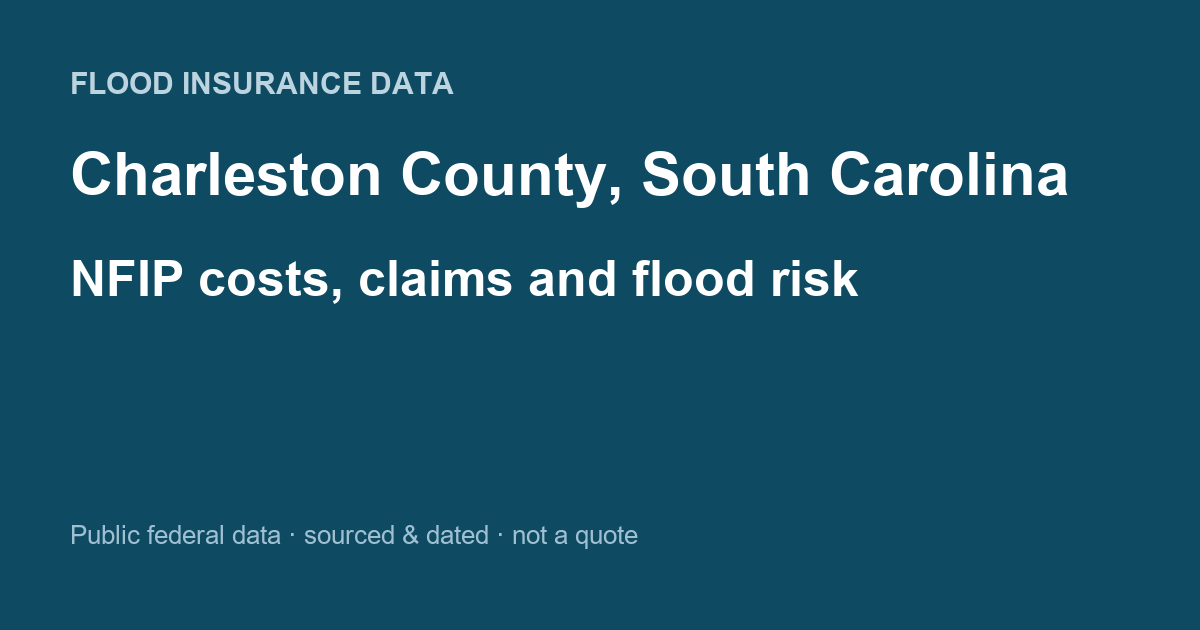 FLOOD INSURANCE DATA
Charleston County, South Carolina
NFIP costs, claims and flood risk
Public federal data · sourced & dated · not a quote